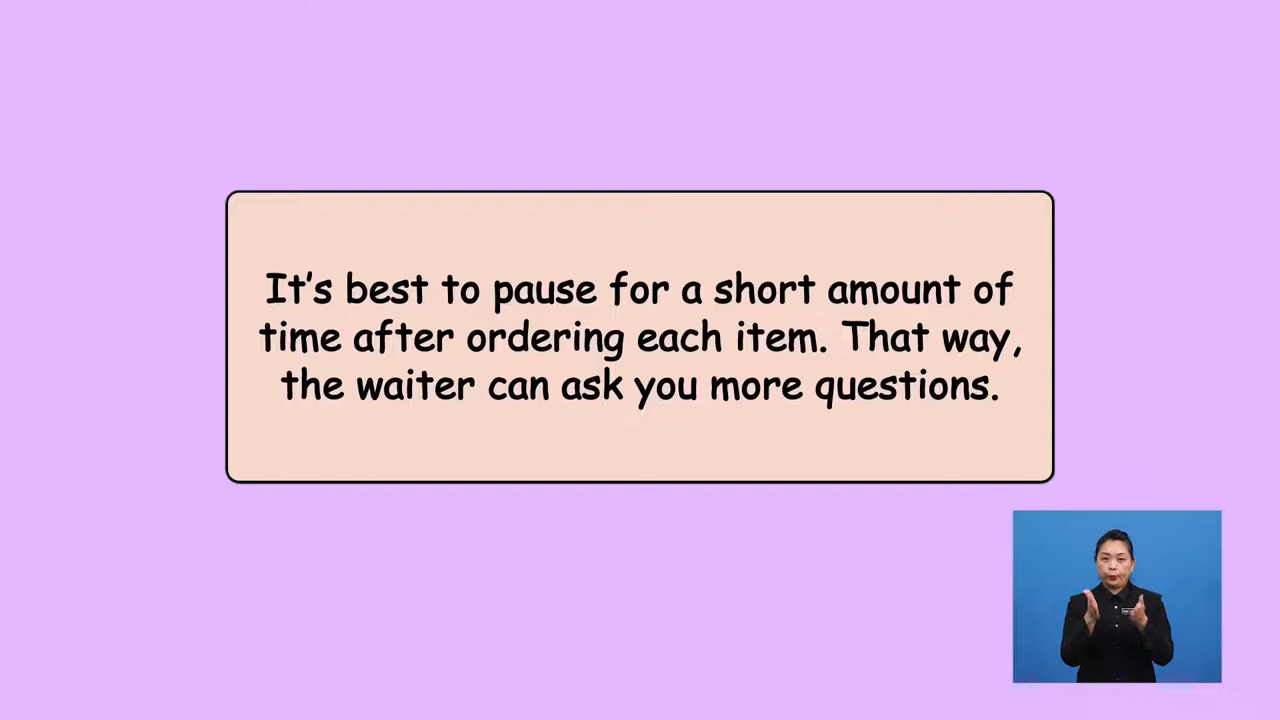 It's best to pause for a short amount of
time after ordering each item. That way,
the waiter can ask you more questions.